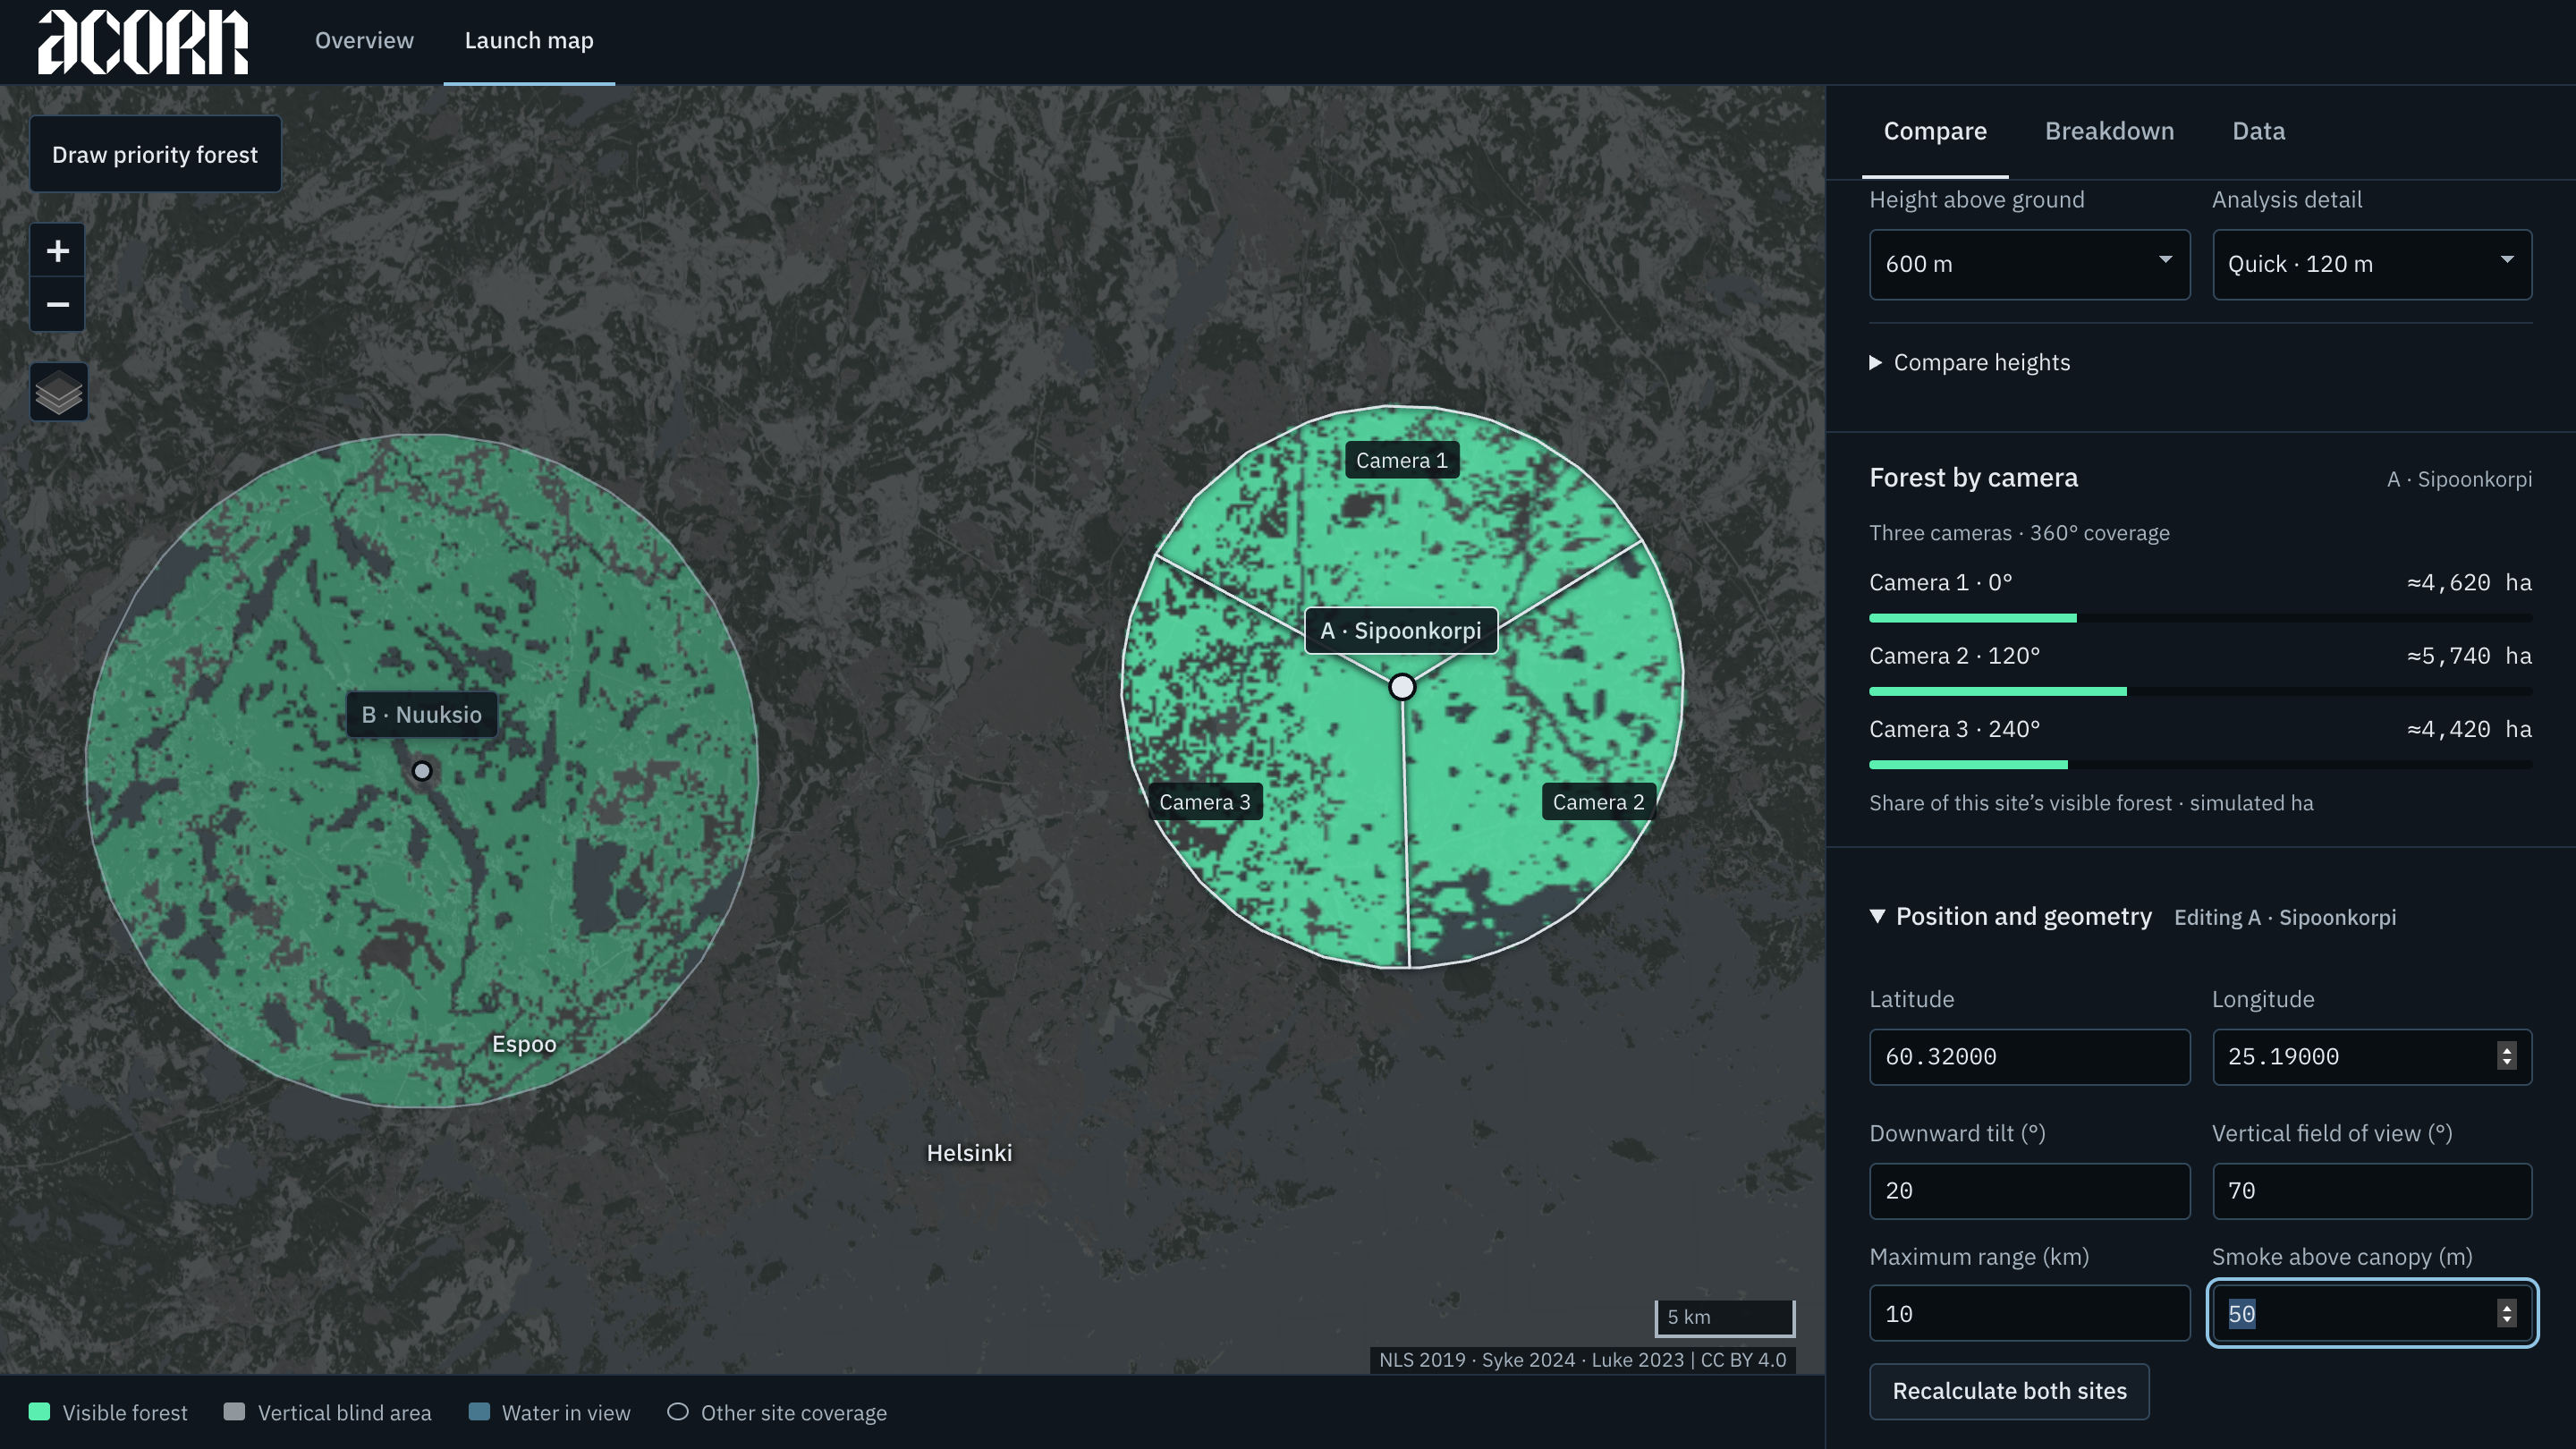 acorn
Overview
Launch map
Draw priority forest
+
−
Camera 1
A · Sipoonkorpi
Camera 3
Camera 2
B · Nuuksio
Espoo
Helsinki
5 km
NLS 2019 · Syke 2024 · Luke 2023 | CC BY 4.0
Visible forest
Vertical blind area
Water in view
Other site coverage
Compare
Breakdown
Data
Height above ground
Analysis detail
600 m
Quick · 120 m
Compare heights
Forest by camera
A · Sipoonkorpi
Three cameras · 360° coverage
Camera 1 · 0°
≈4,620 ha
Camera 2 · 120°
≈5,740 ha
Camera 3 · 240°
≈4,420 ha
Share of this site’s visible forest · simulated ha
Position and geometry
Editing A · Sipoonkorpi
Latitude
Longitude
60.32000
25.19000
Downward tilt (°)
Vertical field of view (°)
20
70
Maximum range (km)
Smoke above canopy (m)
10
50
Recalculate both sites